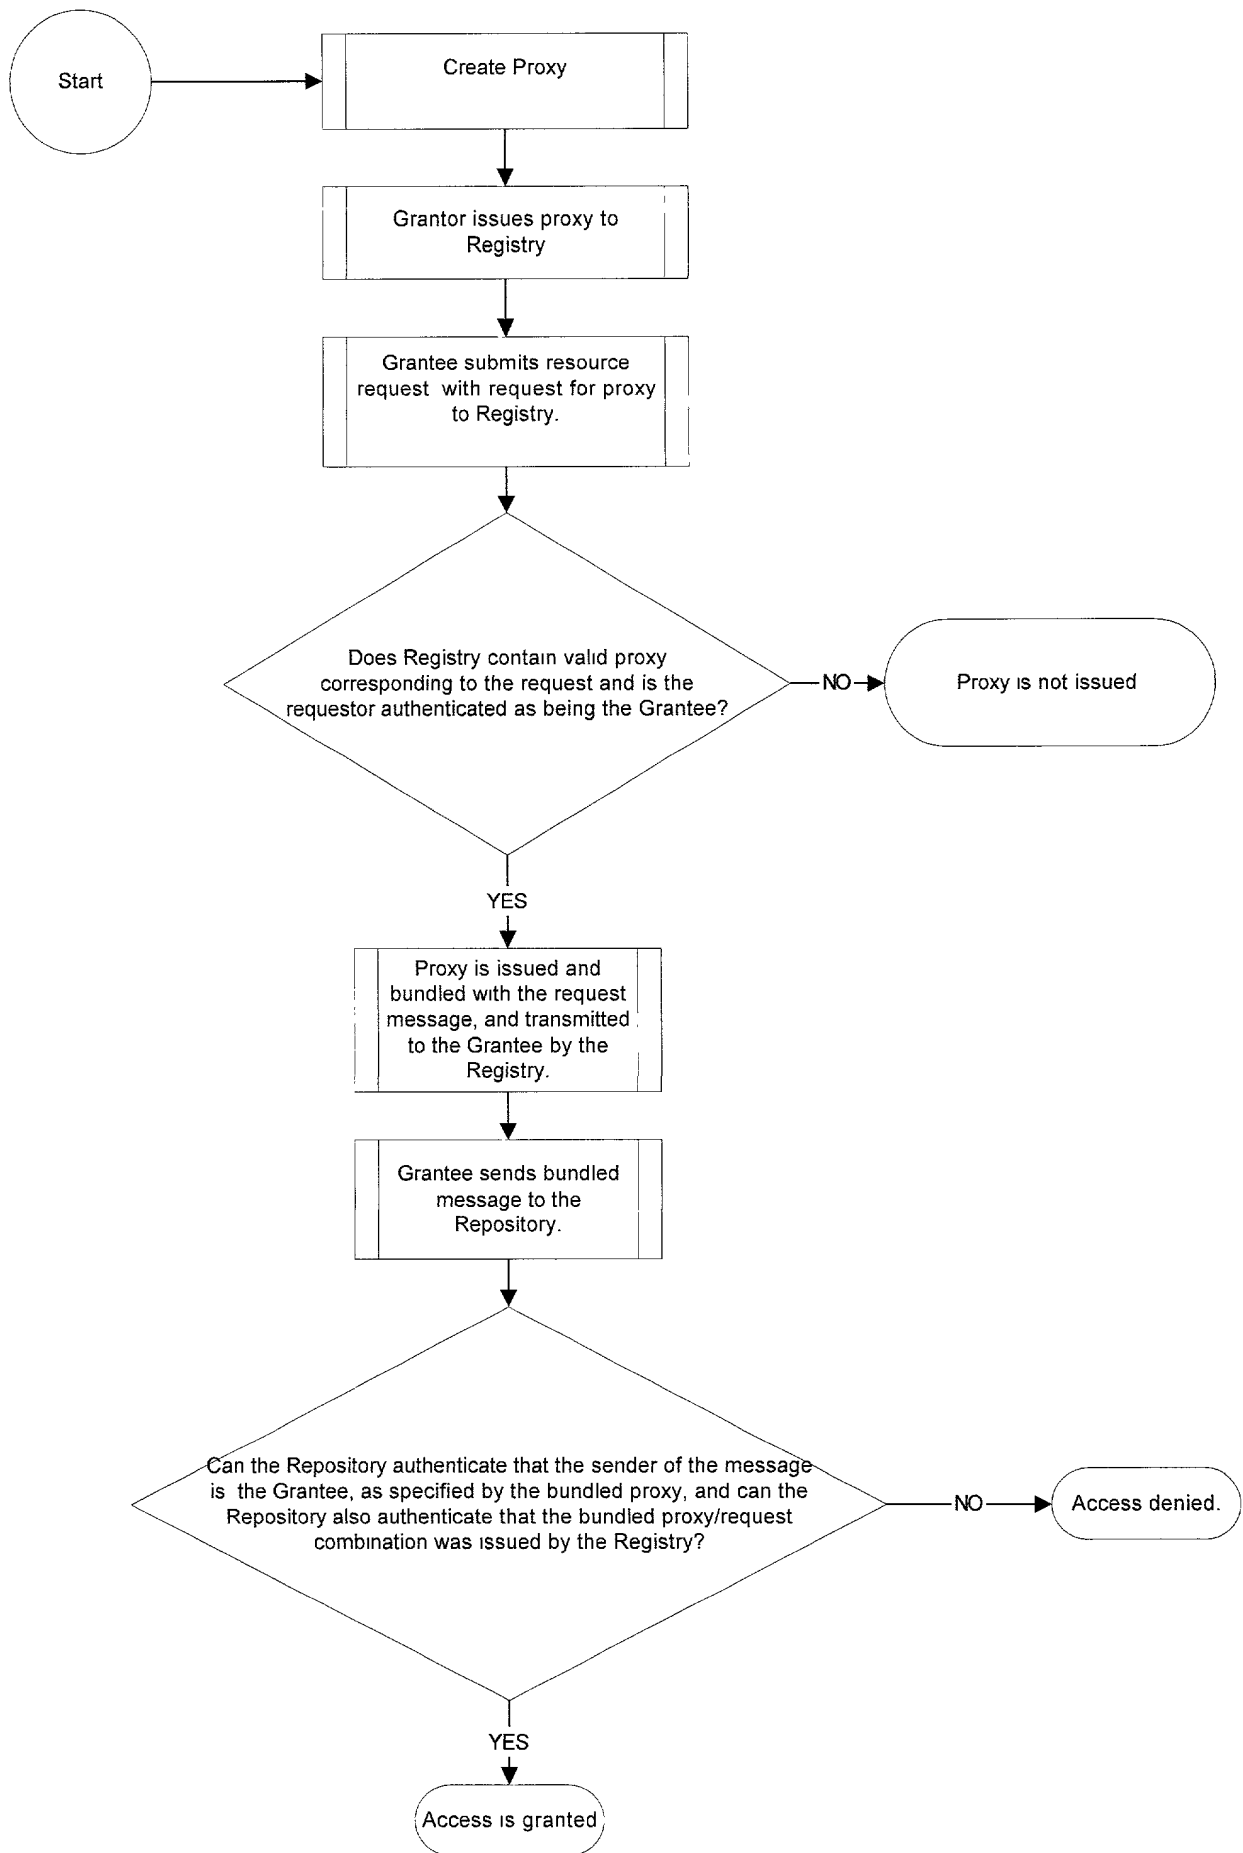 Start
Create Proxy
Grantor issues proxy to
Registry
Grantee submits resource
request with request for proxy
to Registry.
Does Registry contain valid proxy
corresponding to the request and is the
requestor authenticated as being the Grantee?
NO
Proxy is not issued
YES
Proxy is issued and
bundled with the request
message, and transmitted
to the Grantee by the
Registry.
Grantee sends bundled
message to the
Repository.
Can the Repository authenticate that the sender of the message
is the Grantee, as specified by the bundled proxy, and can the
Repository also authenticate that the bundled proxy/request
combination was issued by the Registry?
NO
Access denied.
YES
Access is granted